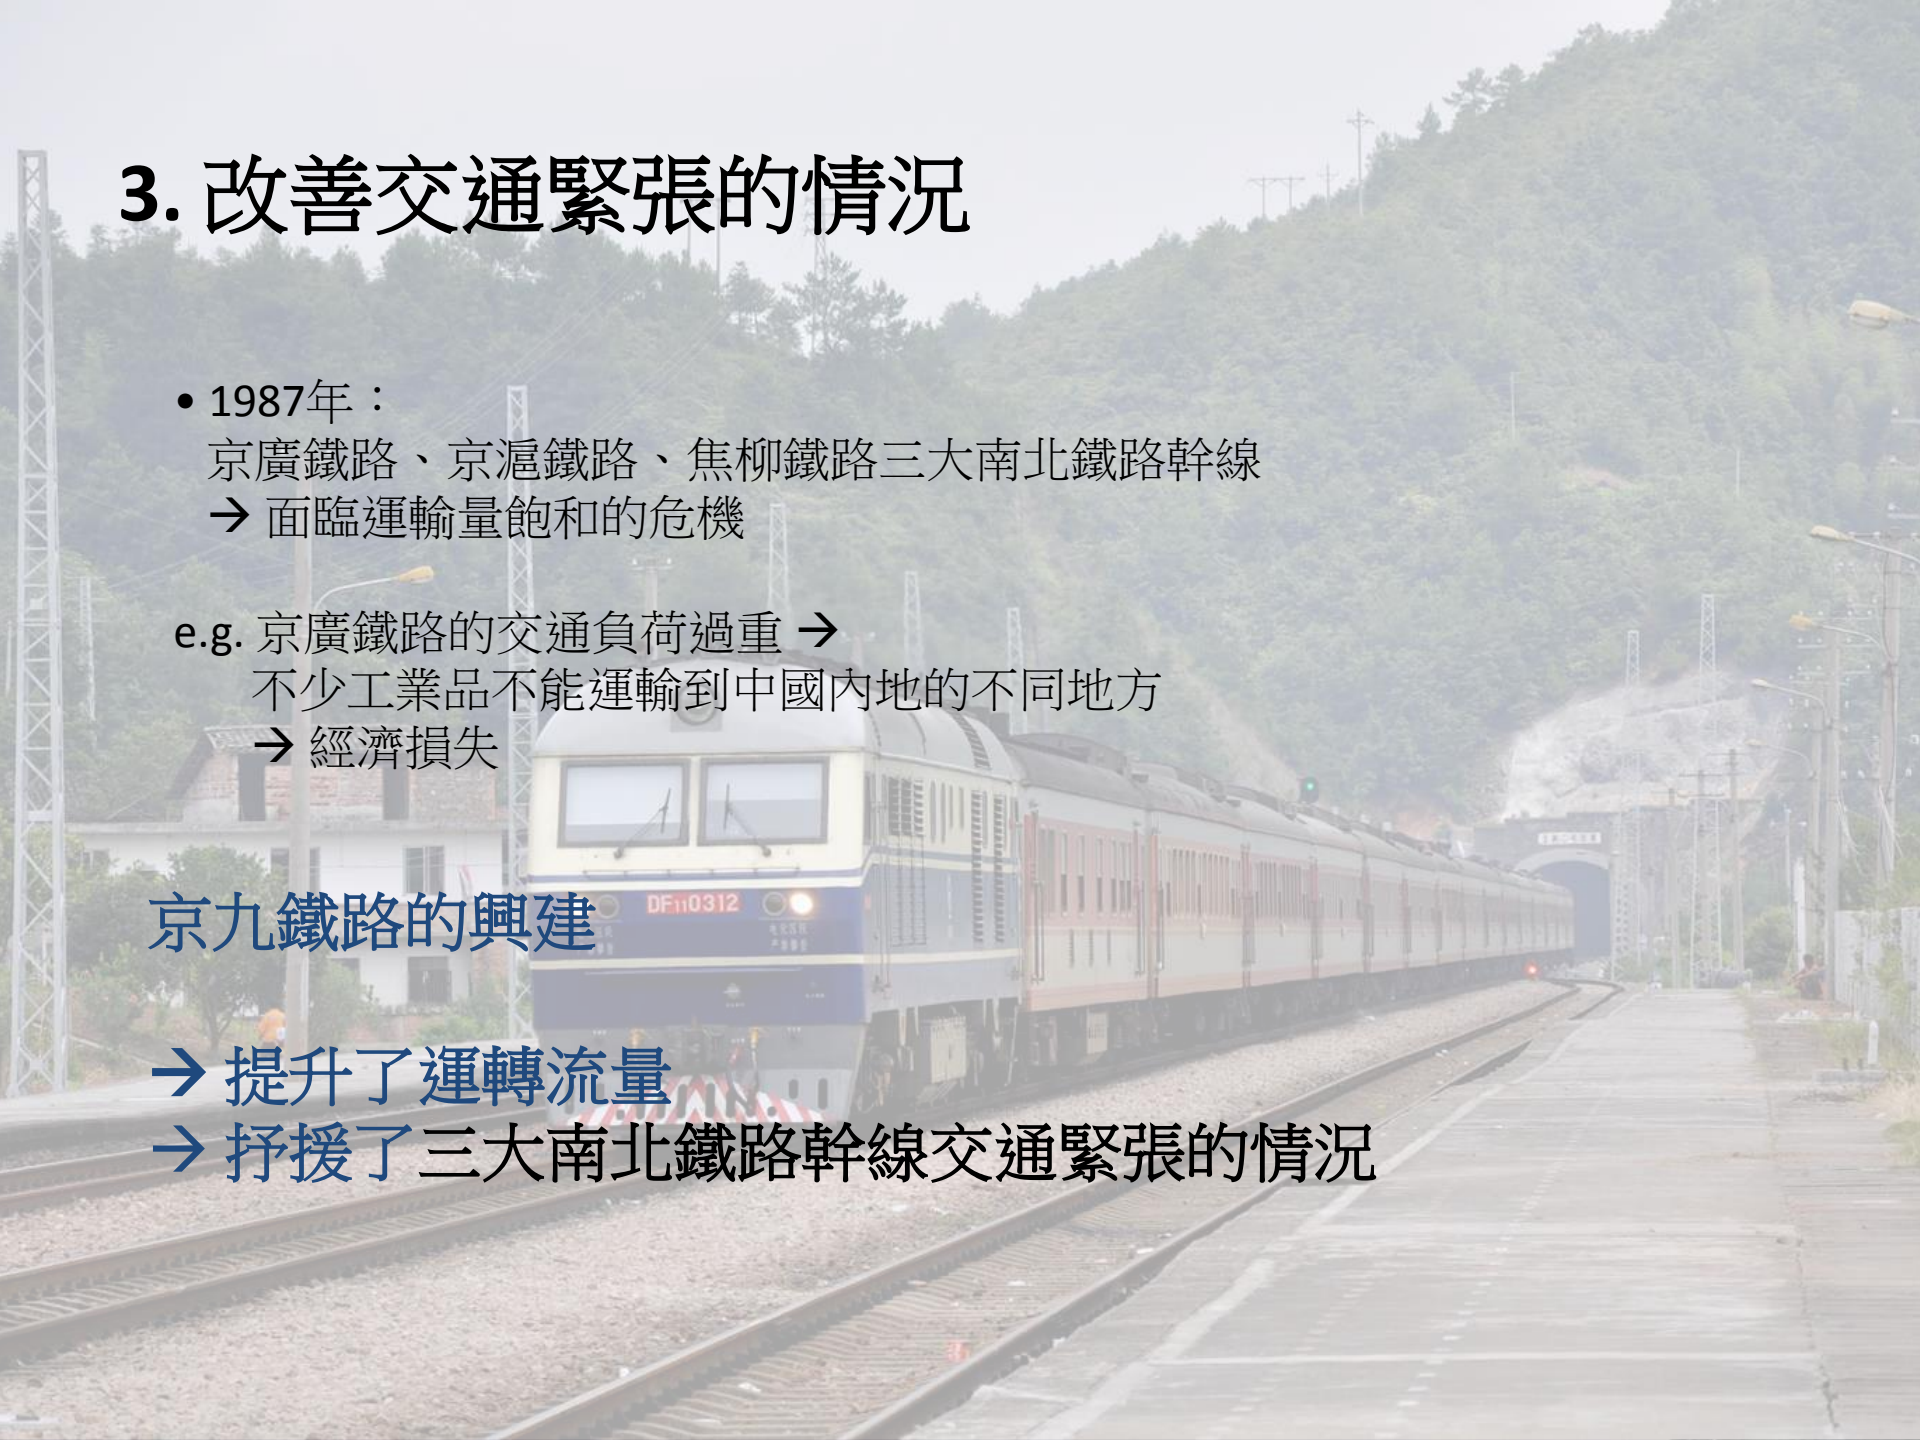 3. 改善交通緊張的情況
• 1987年：
京廣鐵路、京滬鐵路、焦柳鐵路三大南北鐵路幹線
→ 面臨運輸量飽和的危機
e.g. 京廣鐵路的交通負荷過重 →
不少工業品不能運輸到中國內地的不同地方
→ 經濟損失
DF₁₁0312
京九鐵路的興建
→ 提升了運轉流量
→ 抒援了三大南北鐵路幹線交通緊張的情況